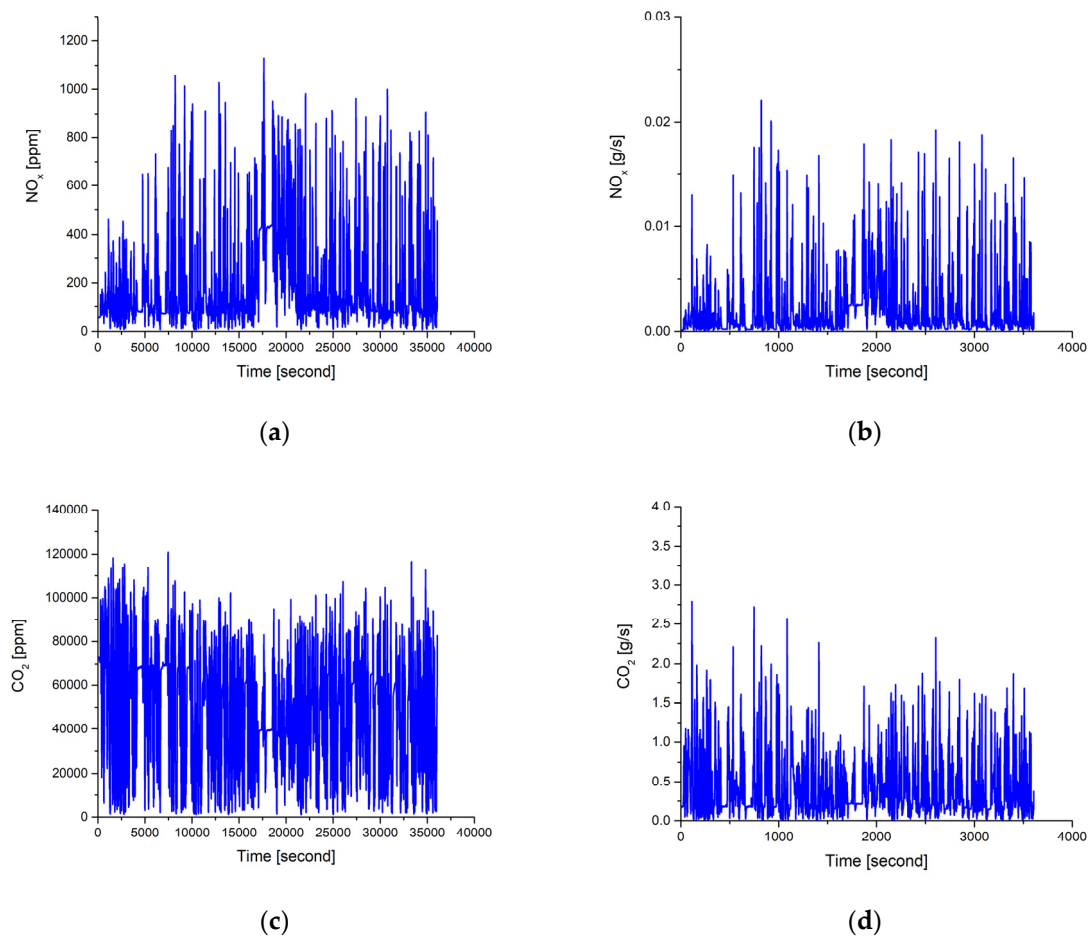 NOx [ppm]
1200
1000
800
600
400
200
0
0 5000 10000 15000 20000 25000 30000 35000 40000
Time [second]
(a)
NOx [g/s]
0.03
0.02
0.01
0.00
0 1000 2000 3000 4000
Time [second]
(b)
CO2 [ppm]
140000
120000
100000
80000
60000
40000
20000
0
0 5000 10000 15000 20000 25000 30000 35000 40000
Time [second]
(c)
CO2 [g/s]
4.0
3.5
3.0
2.5
2.0
1.5
1.0
0.5
0.0
0 1000 2000 3000 4000
Time [second]
(d)